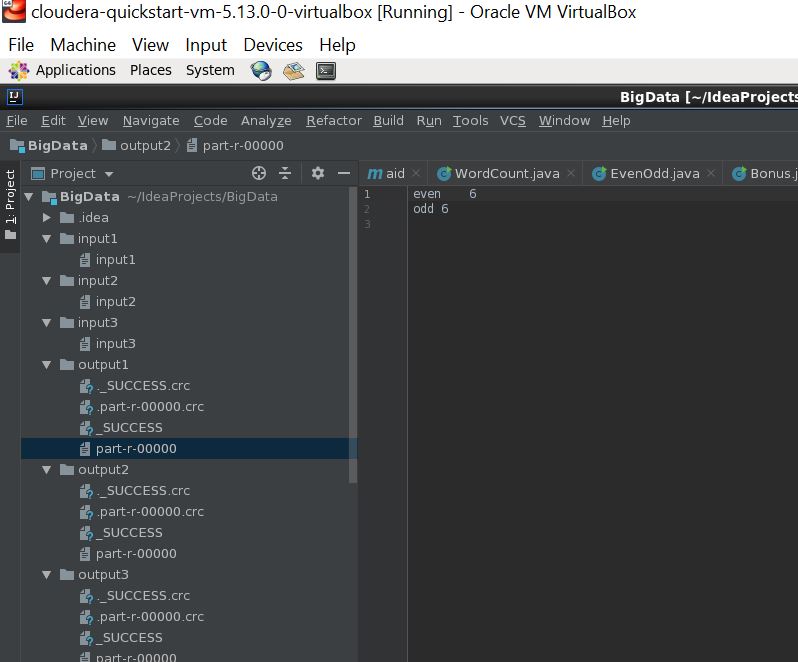 cloudera-quickstart-vm-5.13.0-0-virtualbox [Running] - Oracle VM VirtualBox
File Machine View Input Devices Help
Applications Places System
IJ BigData [~/IdeaProjects
File Edit View Navigate Code Analyze Refactor Build Run Tools VCS Window Help
BigData output2 part-r-00000
1: Project
Project
m aid WordCount.java EvenOdd.java Bonus.j
BigData ~/IdeaProjects/BigData
.idea
input1
input1
input2
input2
input3
input3
output1
._SUCCESS.crc
.part-r-00000.crc
_SUCCESS
part-r-00000
output2
._SUCCESS.crc
.part-r-00000.crc
_SUCCESS
part-r-00000
output3
._SUCCESS.crc
.part-r-00000.crc
_SUCCESS
part-r-00000
1 even 6
2 odd 6
3